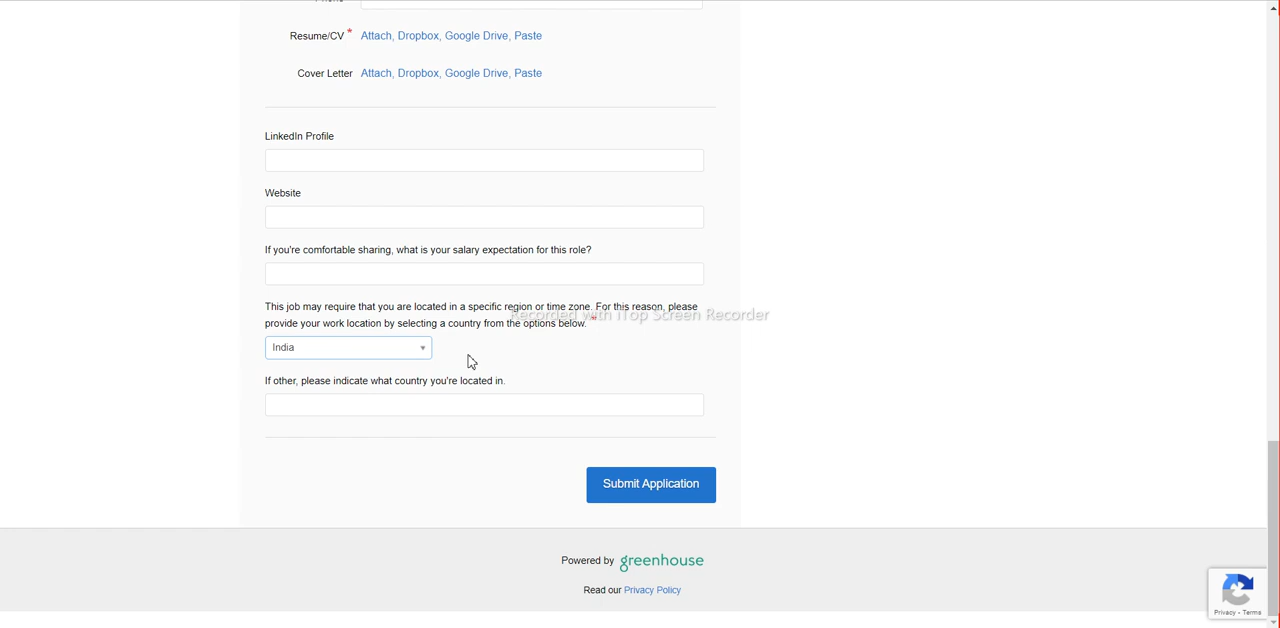 Resume/CV * Attach, Dropbox, Google Drive, Paste
Cover Letter Attach, Dropbox, Google Drive, Paste
LinkedIn Profile
Website
If you're comfortable sharing, what is your salary expectation for this role?
This job may require that you are located in a specific region or time zone. For this reason, please
provide your work location by selecting a country from the options below. *
Recorded with iTop Screen Recorder
India
If other, please indicate what country you're located in.
Submit Application
Powered by greenhouse
Read our Privacy Policy
Privacy - Terms